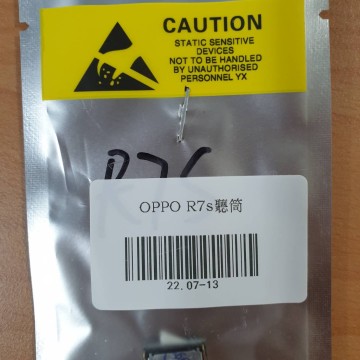 CAUTION
STATIC SENSITIVE
DEVICES
NOT TO BE HANDLED
BY UNAUTHORISED
PERSONNEL YX
R7S
OPPO R7s聽筒
22.07-13